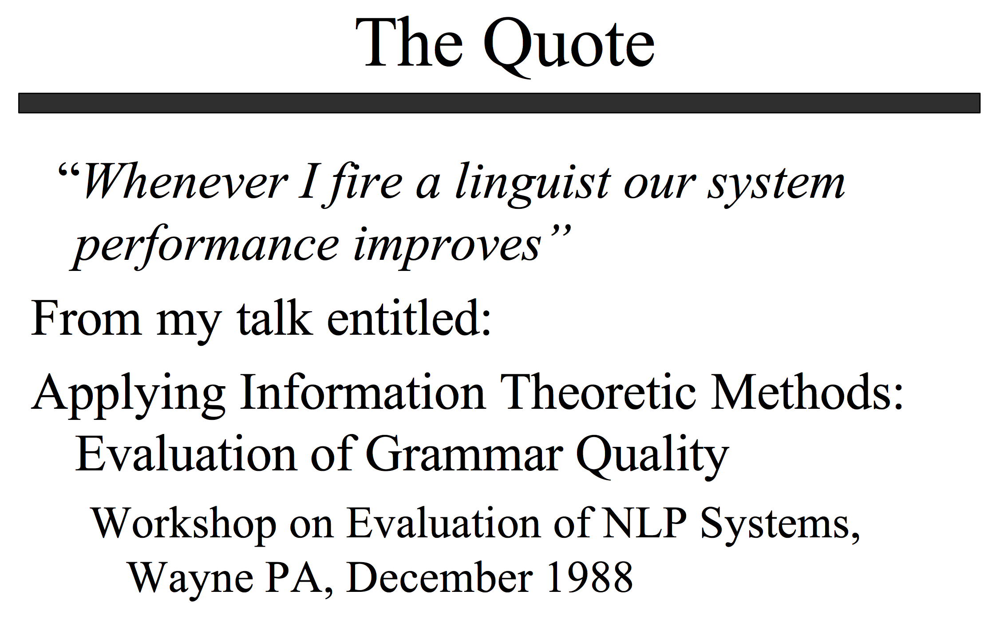 The Quote
“Whenever I fire a linguist our system
performance improves”
From my talk entitled:
Applying Information Theoretic Methods:
Evaluation of Grammar Quality
Workshop on Evaluation of NLP Systems,
Wayne PA, December 1988